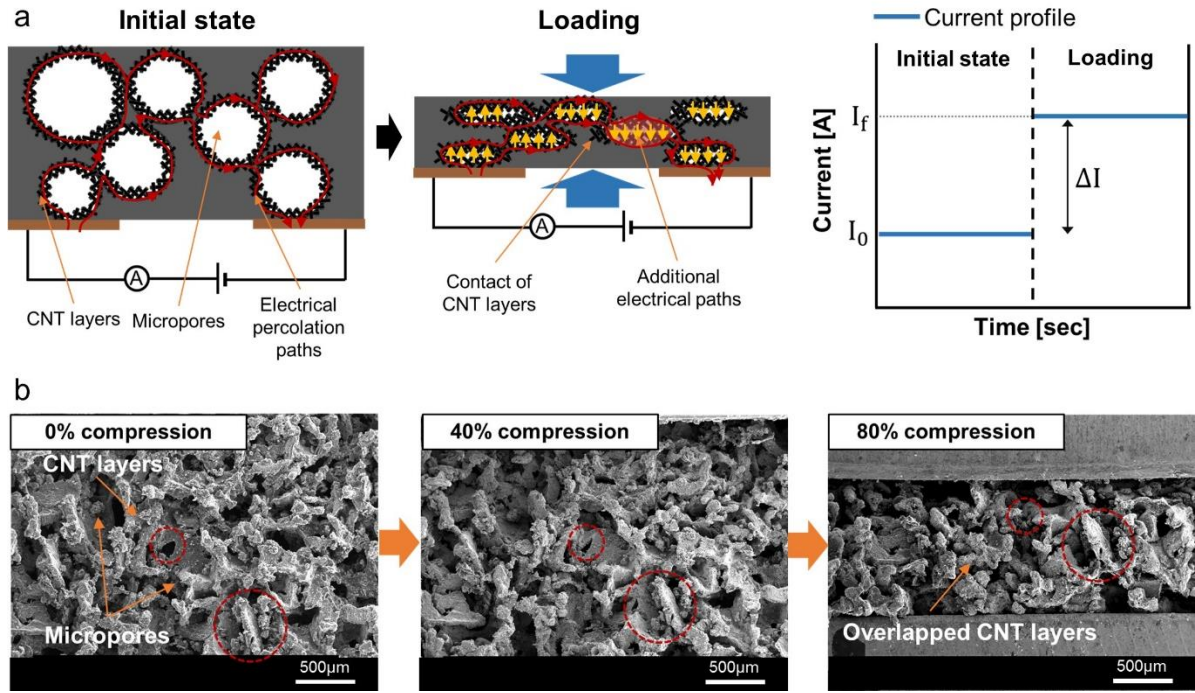 a
Initial state
Loading
Current profile
Initial state
Loading
I_f
I_0
ΔI
Current [A]
Time [sec]
A
A
CNT layers
Micropores
Electrical
percolation
paths
Contact of
CNT layers
Additional
electrical paths
b
0% compression
CNT layers
Micropores
500μm
40% compression
500μm
80% compression
Overlapped CNT layers
500μm